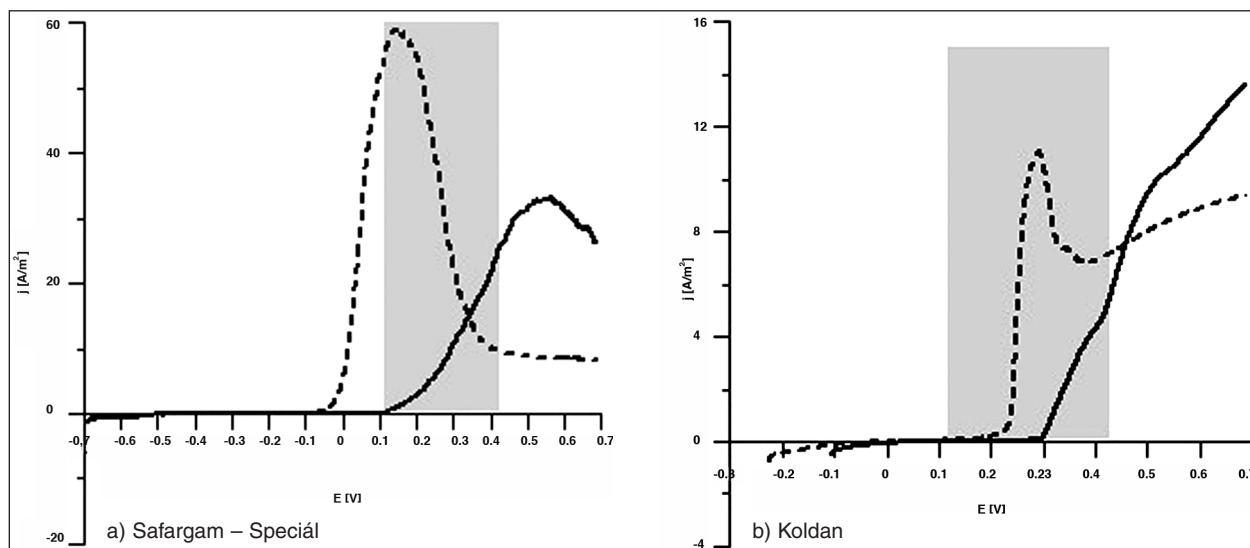 60
40
20
0
-20
j [A/m²]
-0.7 -0.6 -0.5 -0.4 -0.3 -0.2 -0.1 0 0.1 0.2 0.3 0.4 0.5 0.6 0.7
E [V]
a) Safargam – Speciál
16
12
8
4
0
-4
j [A/m²]
-0.3 -0.2 -0.1 0 0.1 0.2 0.23 0.4 0.5 0.6
E [V]
b) Koldan